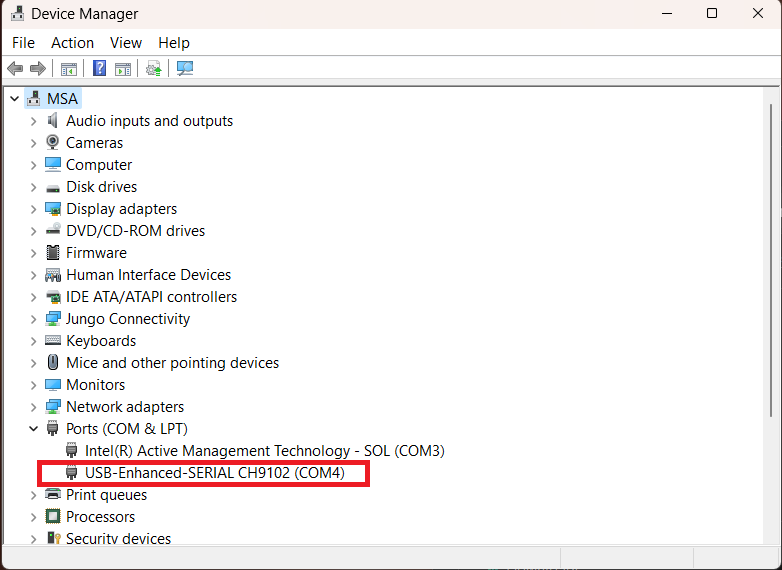 Device Manager
File Action View Help
MSA
Audio inputs and outputs
Cameras
Computer
Disk drives
Display adapters
DVD/CD-ROM drives
Firmware
Human Interface Devices
IDE ATA/ATAPI controllers
Jungo Connectivity
Keyboards
Mice and other pointing devices
Monitors
Network adapters
Ports (COM & LPT)
Intel(R) Active Management Technology - SOL (COM3)
USB-Enhanced-SERIAL CH9102 (COM4)
Print queues
Processors
Security devices